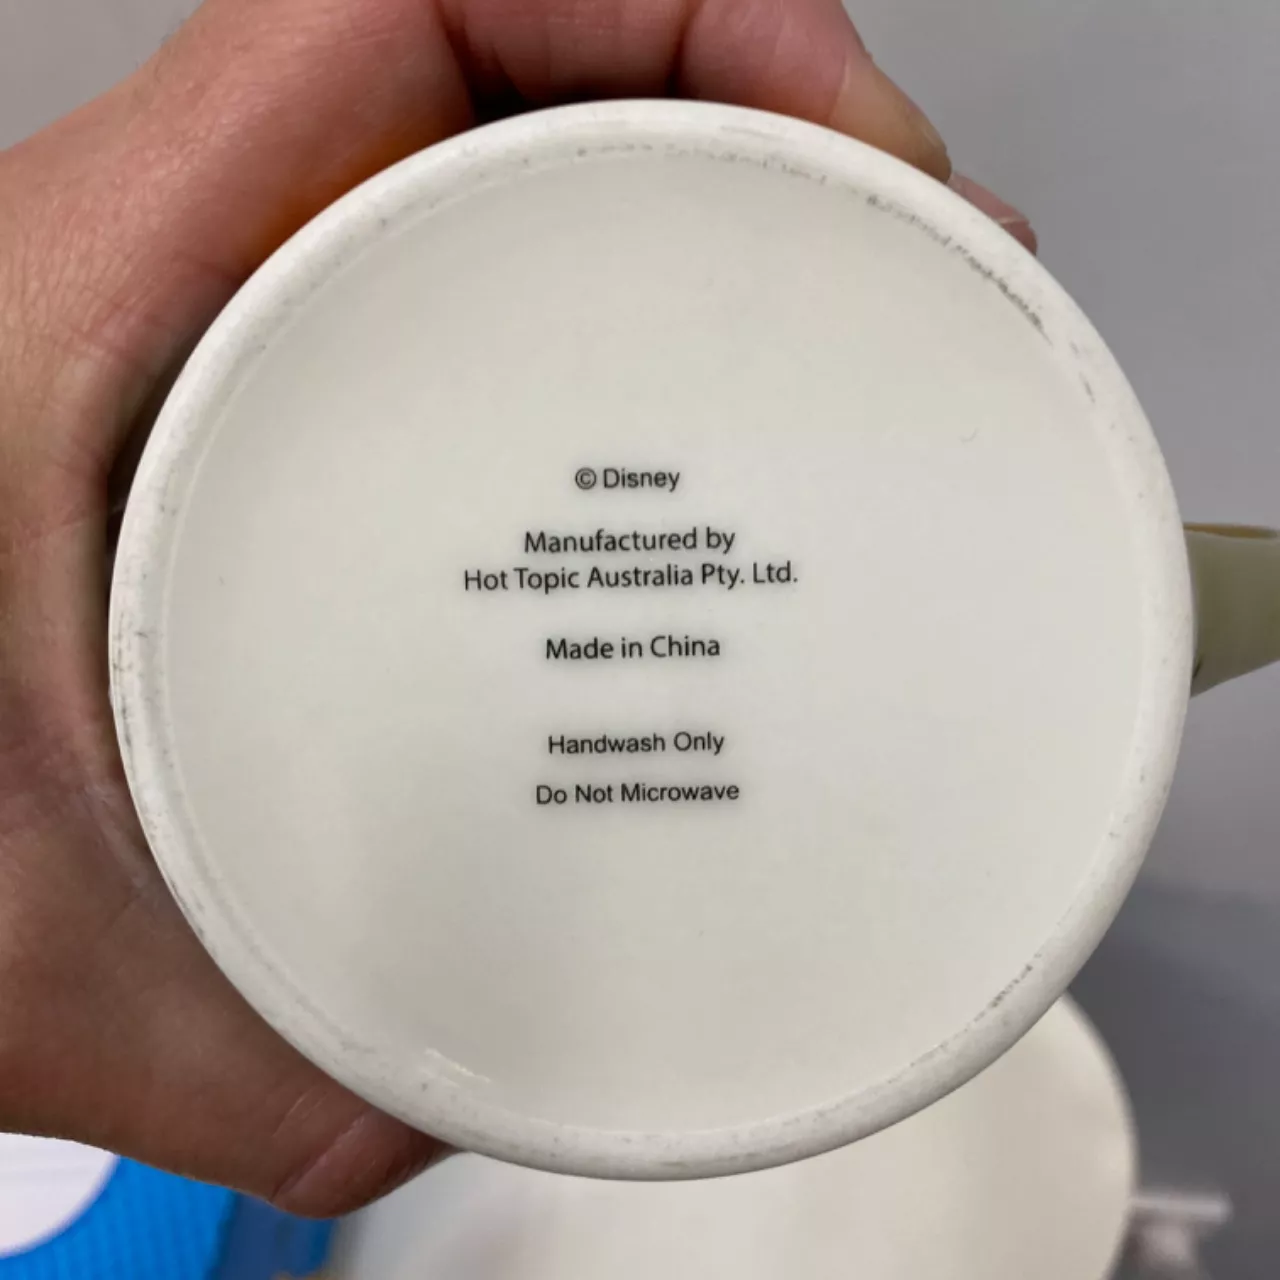 © Disney
Manufactured by
Hot Topic Australia Pty. Ltd.
Made in China
Handwash Only
Do Not Microwave